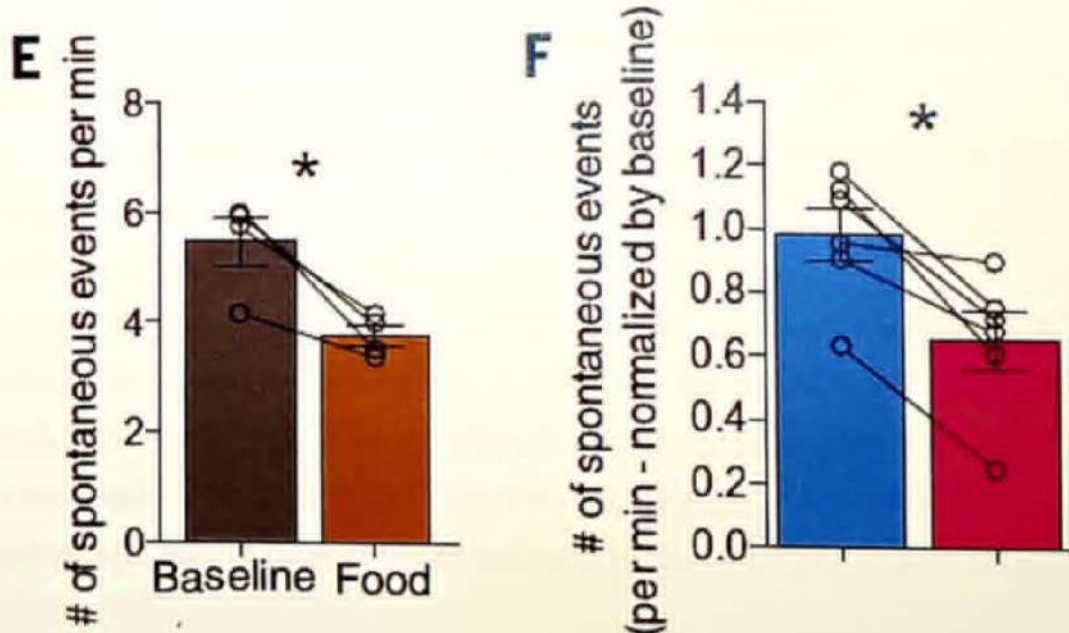 E
# of spontaneous events per min
8
6
4
2
0
*
Baseline
Food
F
# of spontaneous events
(per min - normalized by baseline)
1.4
1.2
1.0
0.8
0.6
0.4
0.2
0.0
*